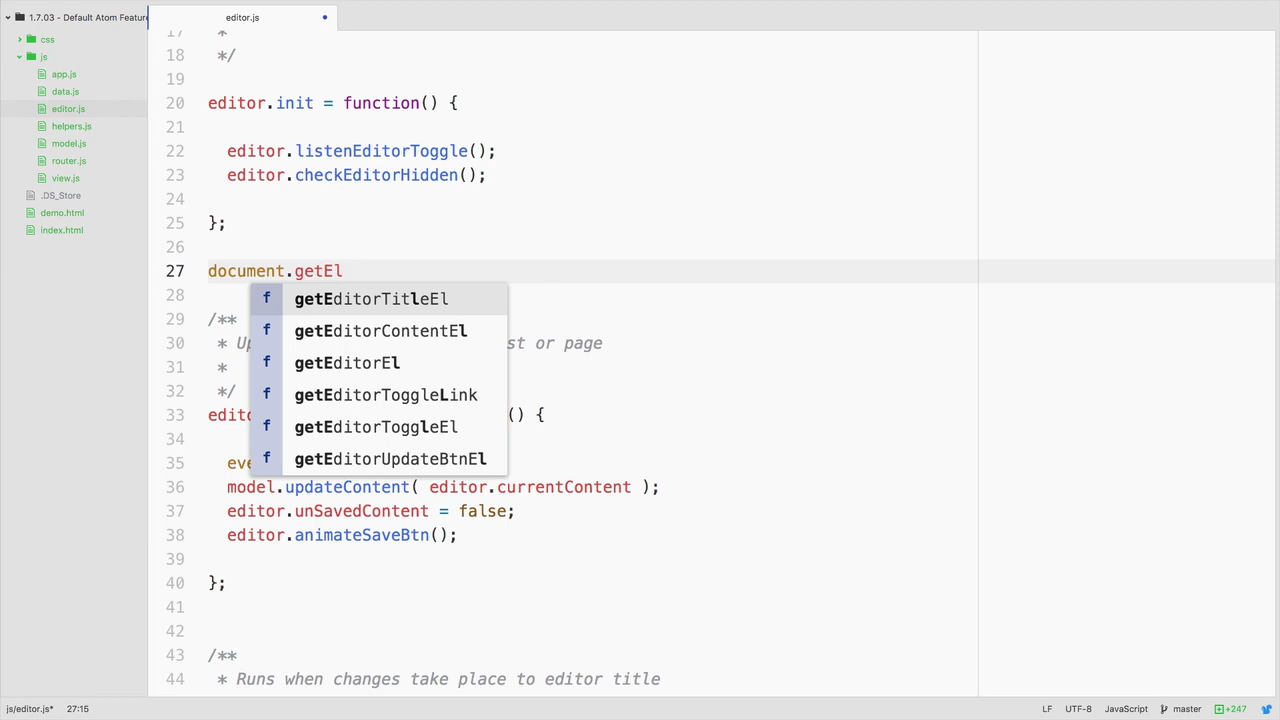 1.7.03 - Default Atom Feature
css
js
app.js
data.js
editor.js
helpers.js
model.js
router.js
view.js
.DS_Store
demo.html
index.html
editor.js
17 *
18 */
19
20 editor.init = function() {
21
22 editor.listenEditorToggle();
23 editor.checkEditorHidden();
24
25 };
26
27 document.getEl
28
f getEditorTitleEl
f getEditorContentEl
f getEditorEl
f getEditorToggleLink
f getEditorToggleEl
f getEditorUpdateBtnEl
29 /**
30 * Up st or page
31 *
32 */
33 edito () {
34
35 eve
36 model.updateContent( editor.currentContent );
37 editor.unSavedContent = false;
38 editor.animateSaveBtn();
39
40 };
41
42
43 /**
44 * Runs when changes take place to editor title
js/editor.js* 27:15 LF UTF-8 JavaScript master +247